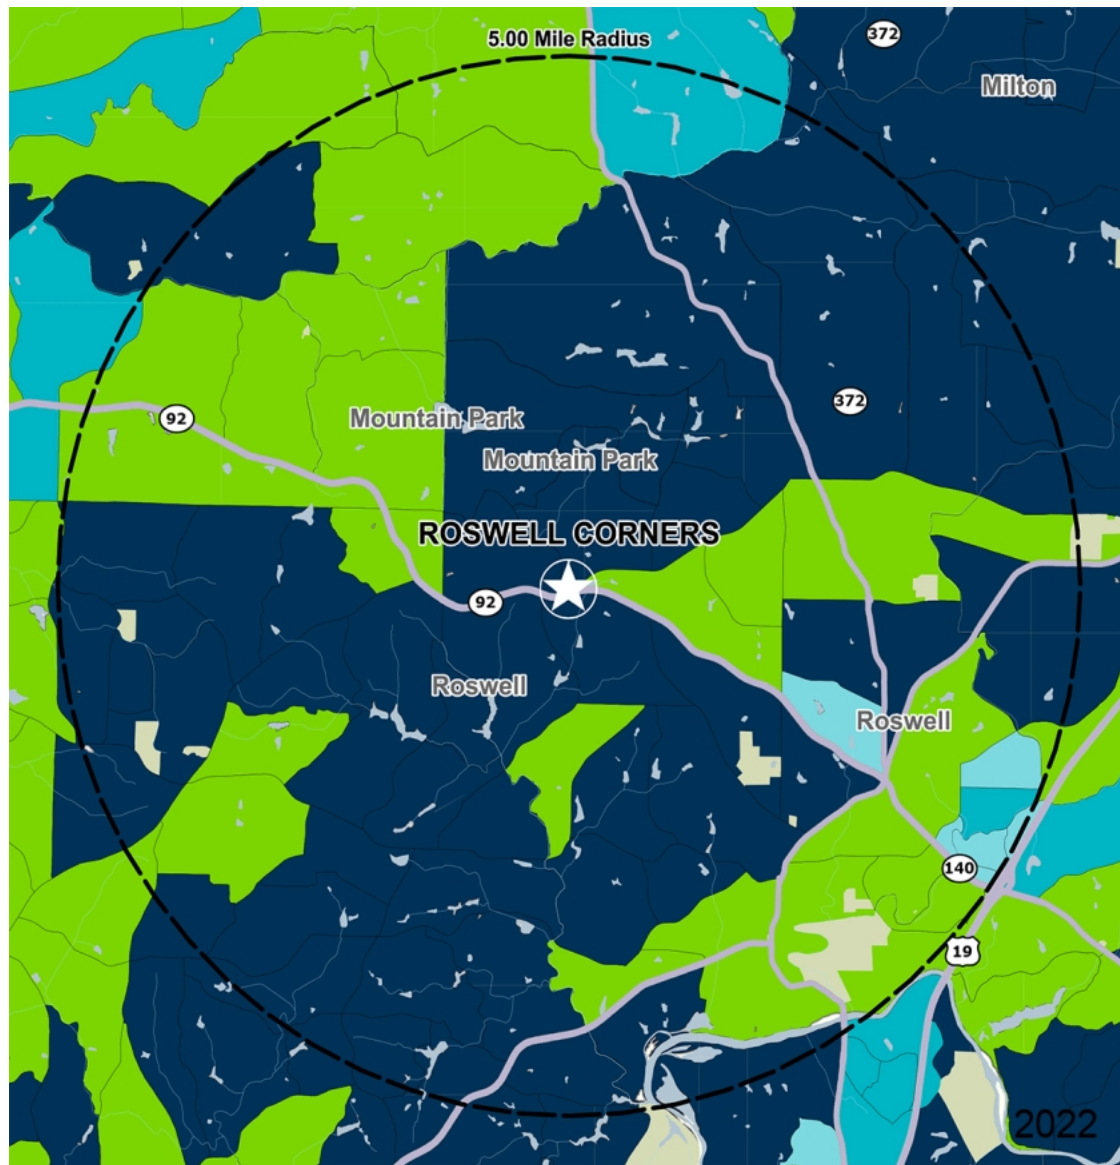 5.00 Mile Radius
372
Milton
372
92
Mountain Park
Mountain Park
ROSWELL CORNERS
92
Roswell
Roswell
140
19
2022